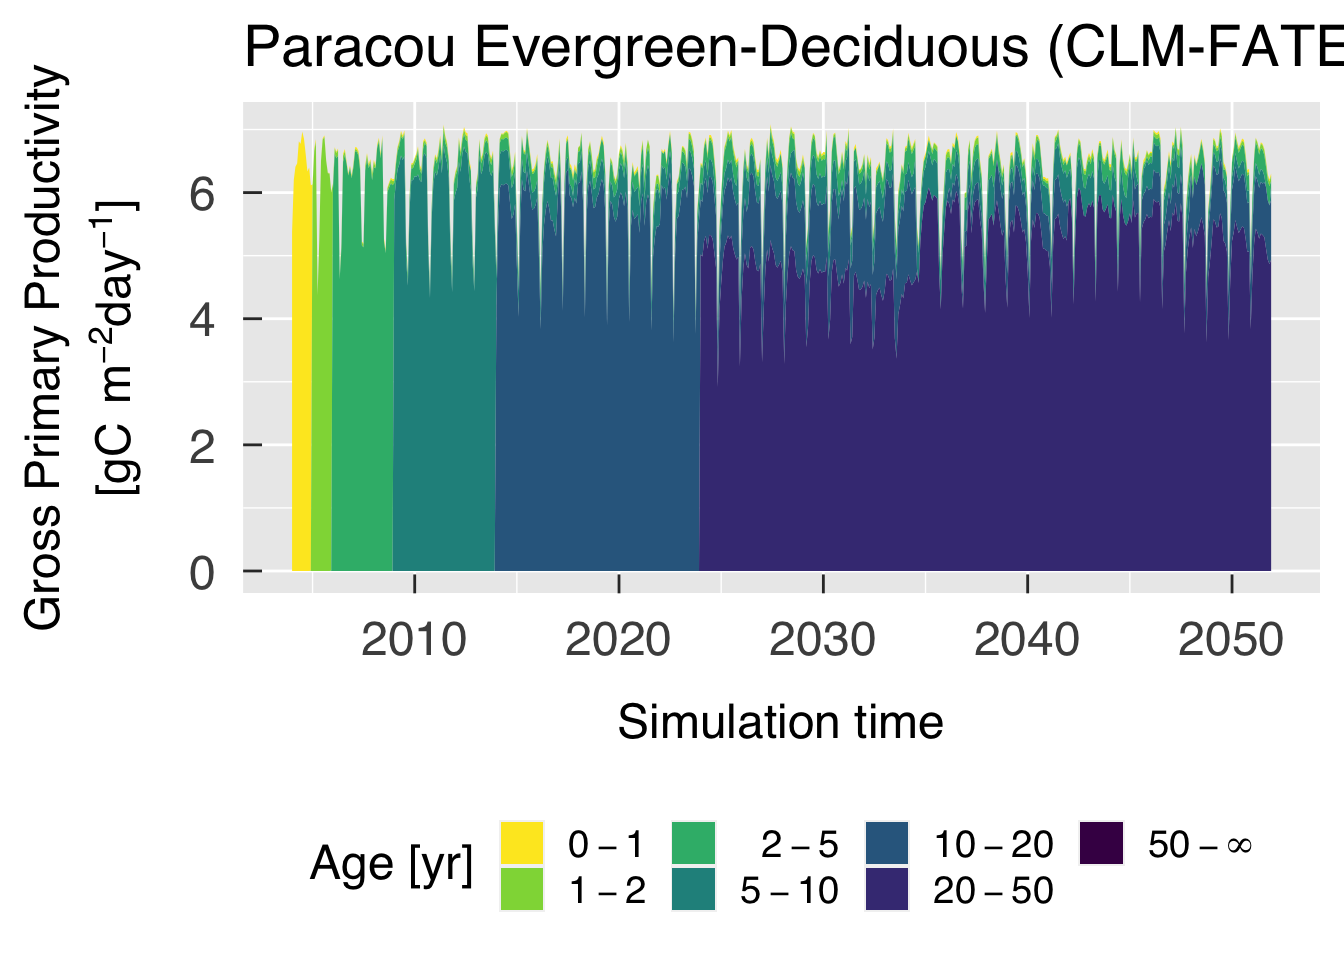 Paracou Evergreen-Deciduous (CLM-FATE
Gross Primary Productivity
[gC m⁻²day⁻¹]
6
4
2
0
2010 2020 2030 2040 2050
Simulation time
Age [yr]
0 – 1 2 – 5 10 – 20 50 – ∞
1 – 2 5 – 10 20 – 50